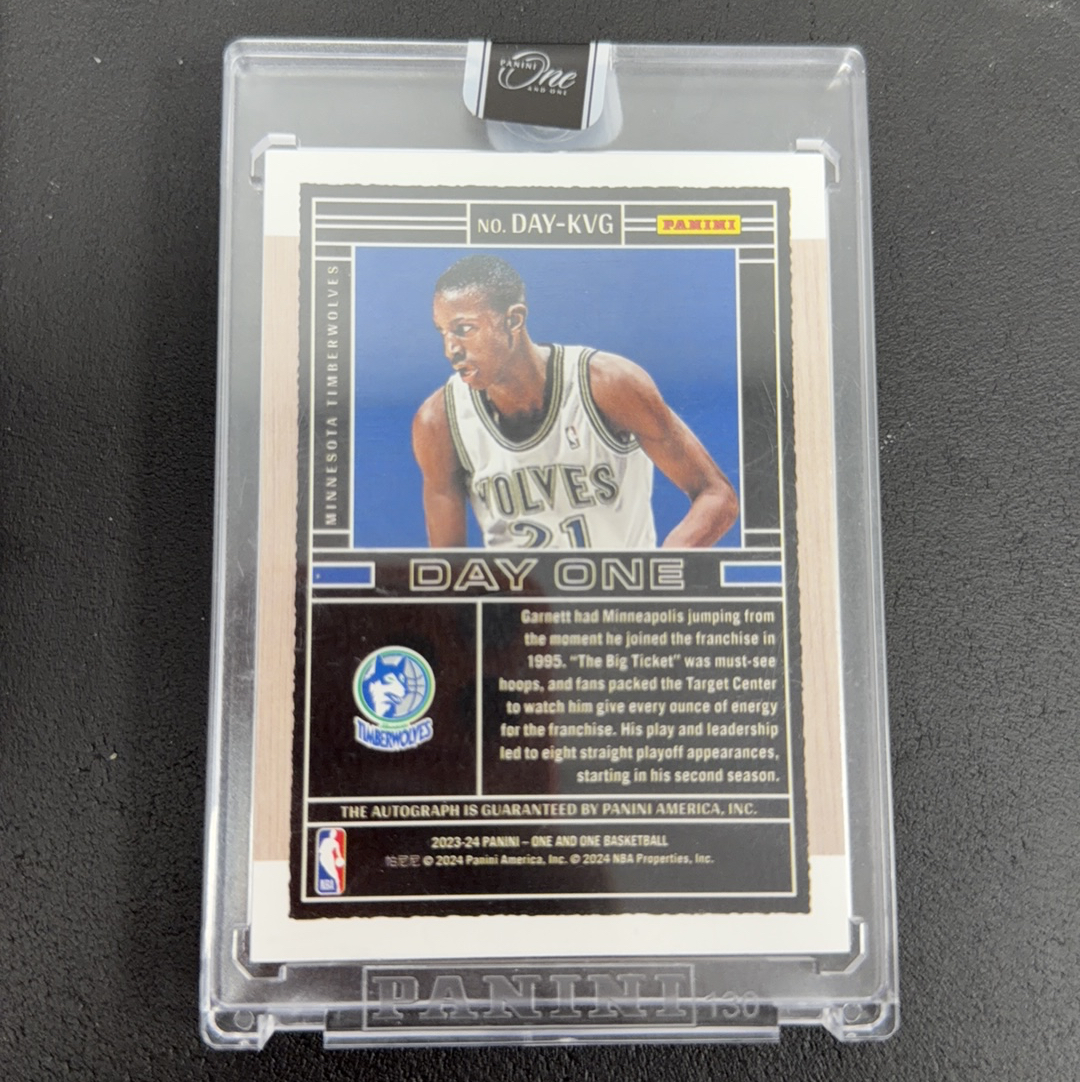 PANINI
One
AND ONE
NO. DAY-KVG
PANINI
MINNESOTA TIMBERWOLVES
WOLVES
21
DAY ONE
Garnett had Minneapolis jumping from
the moment he joined the franchise in
1995. "The Big Ticket" was must-see
hoops, and fans packed the Target Center
to watch him give every ounce of energy
for the franchise. His play and leadership
led to eight straight playoff appearances,
starting in his second season.
TIMBERWOLVES
THE AUTOGRAPH IS GUARANTEED BY PANINI AMERICA, INC.
2023-24 PANINI – ONE AND ONE BASKETBALL
帕尼尼 © 2024 Panini America, Inc. © 2024 NBA Properties, Inc.
NBA
PANINI 130